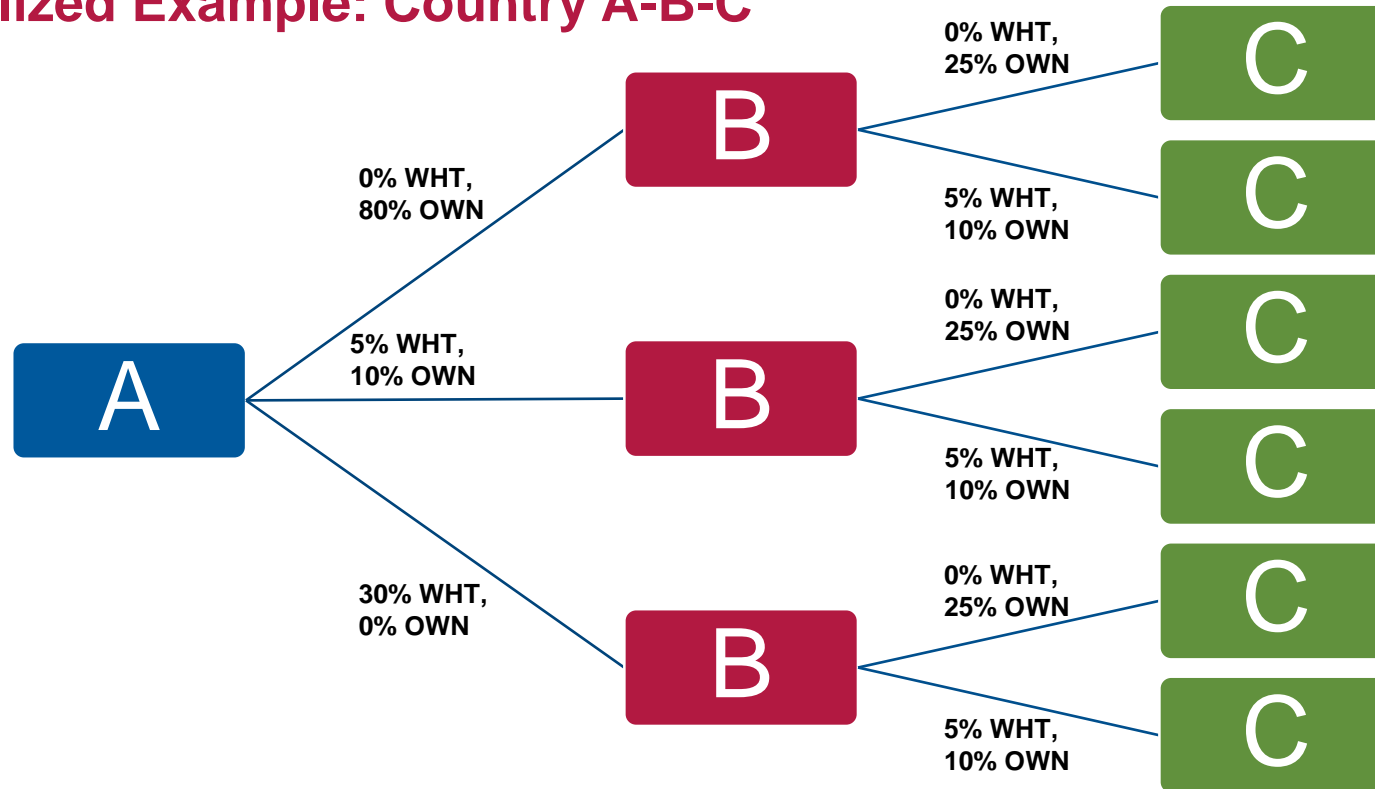 lized Example: Country A-B-C
0% WHT,
25% OWN
C
B
0% WHT,
80% OWN
C
5% WHT,
10% OWN
0% WHT,
25% OWN
C
5% WHT,
10% OWN
A
B
C
5% WHT,
10% OWN
0% WHT,
25% OWN
C
30% WHT,
0% OWN
B
C
5% WHT,
10% OWN